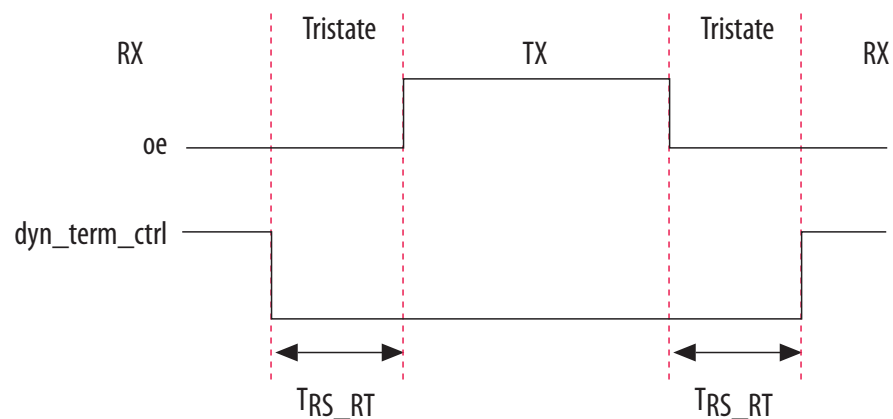 Tristate
Tristate
RX
TX
RX
oe
dyn_term_ctrl
TRS_RT
TRS_RT